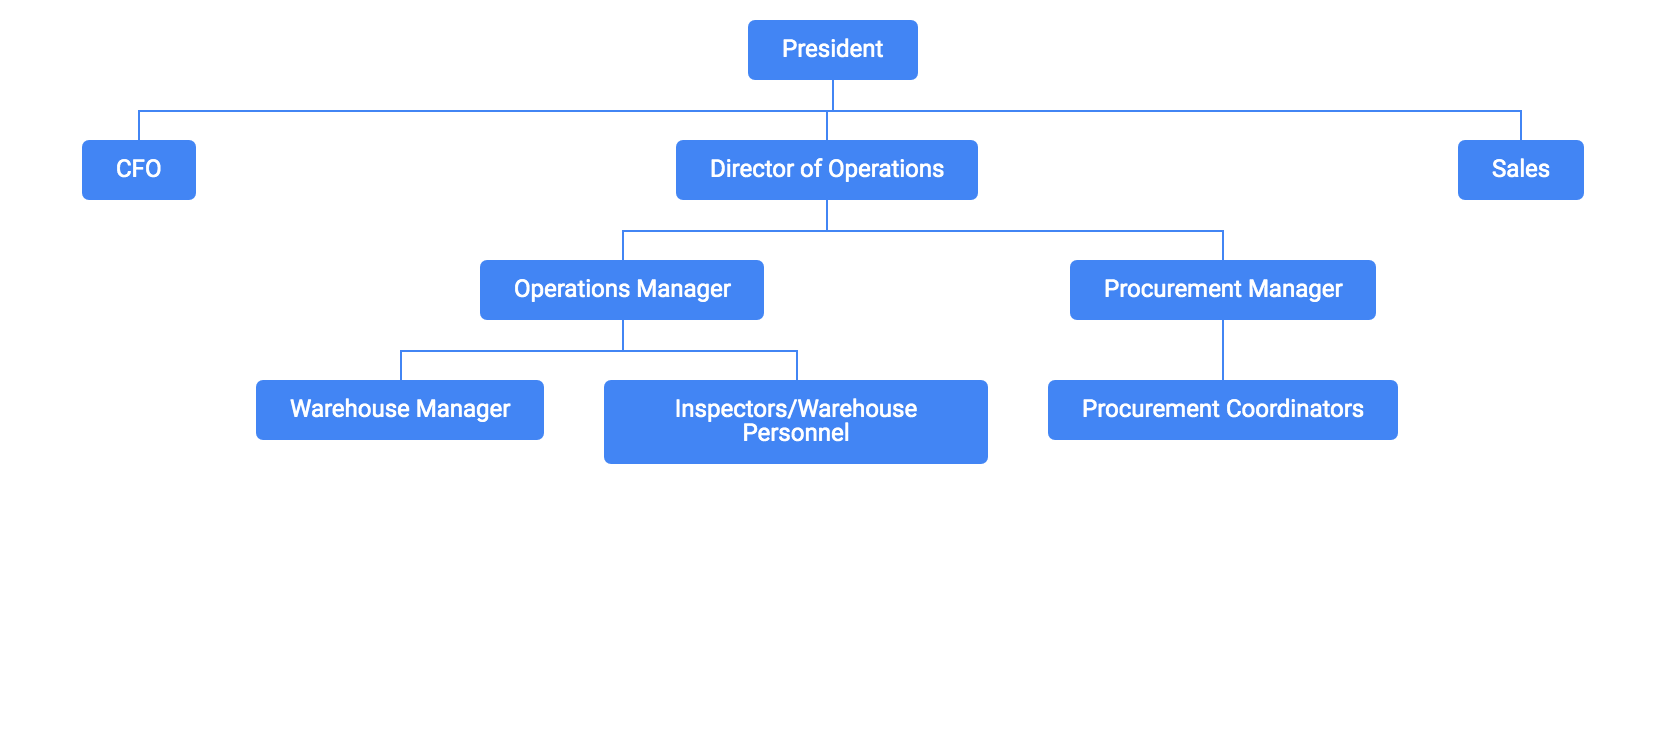 President
CFO
Director of Operations
Sales
Operations Manager
Procurement Manager
Warehouse Manager
Inspectors/Warehouse
Personnel
Procurement Coordinators